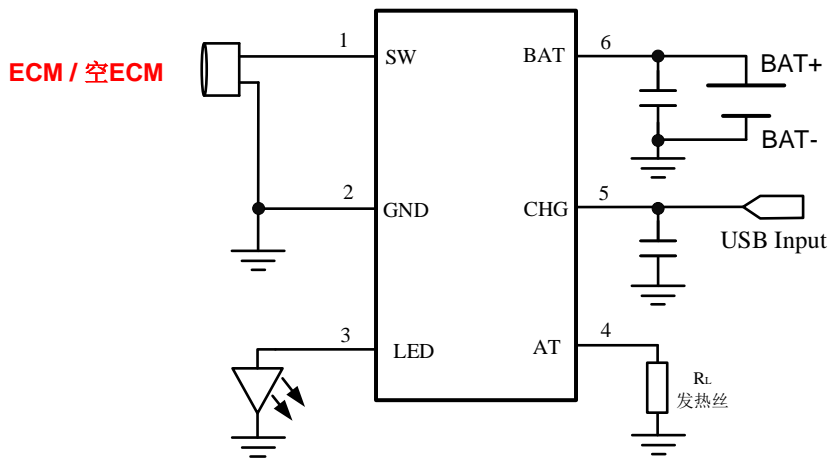 1
SW
BAT
6
BAT+
ECM / 空ECM
BAT-
2
GND
CHG
5
USB Input
3
LED
AT
4
RL
发热丝